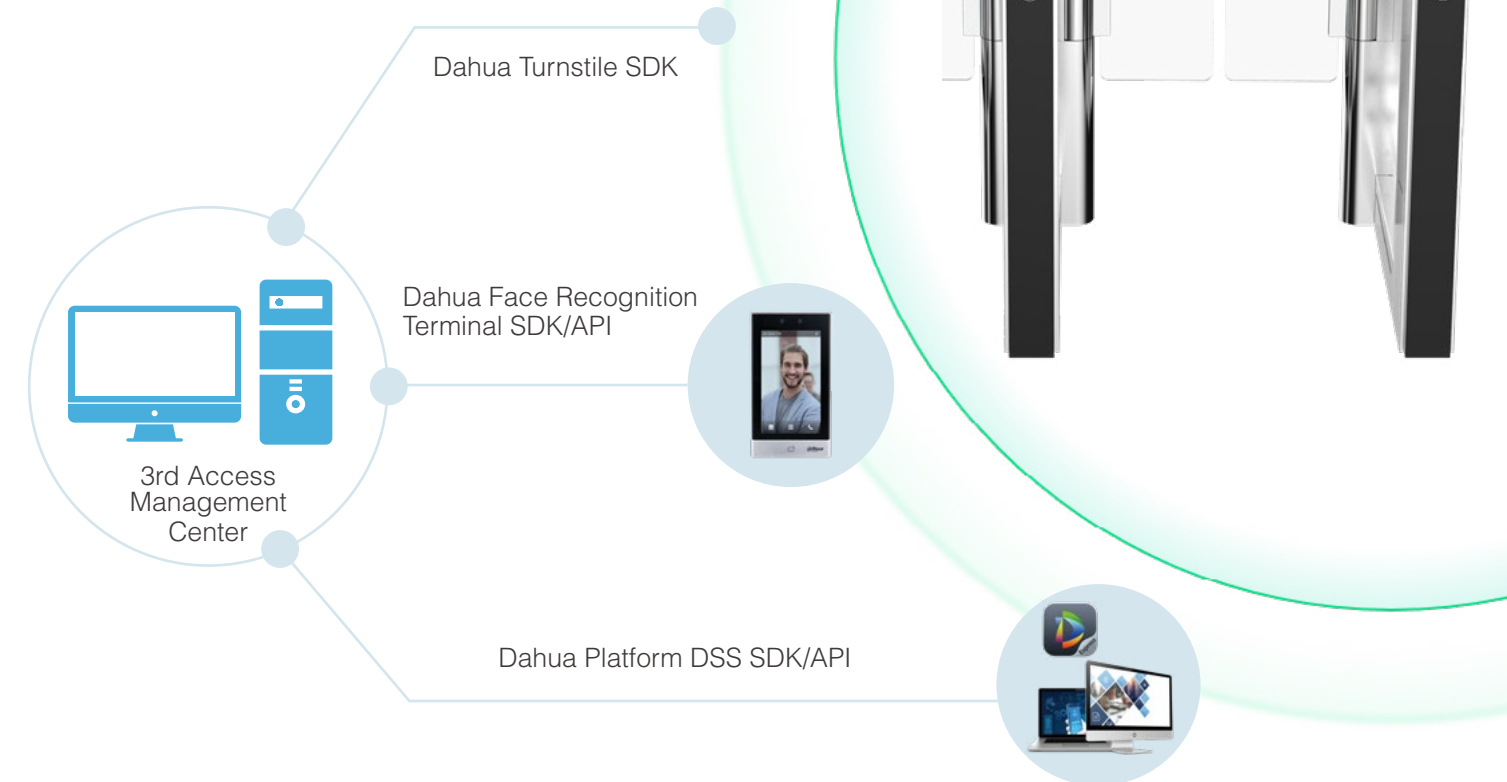 Dahua Turnstile SDK
Dahua Face Recognition
Terminal SDK/API
3rd Access
Management
Center
Dahua Platform DSS SDK/API